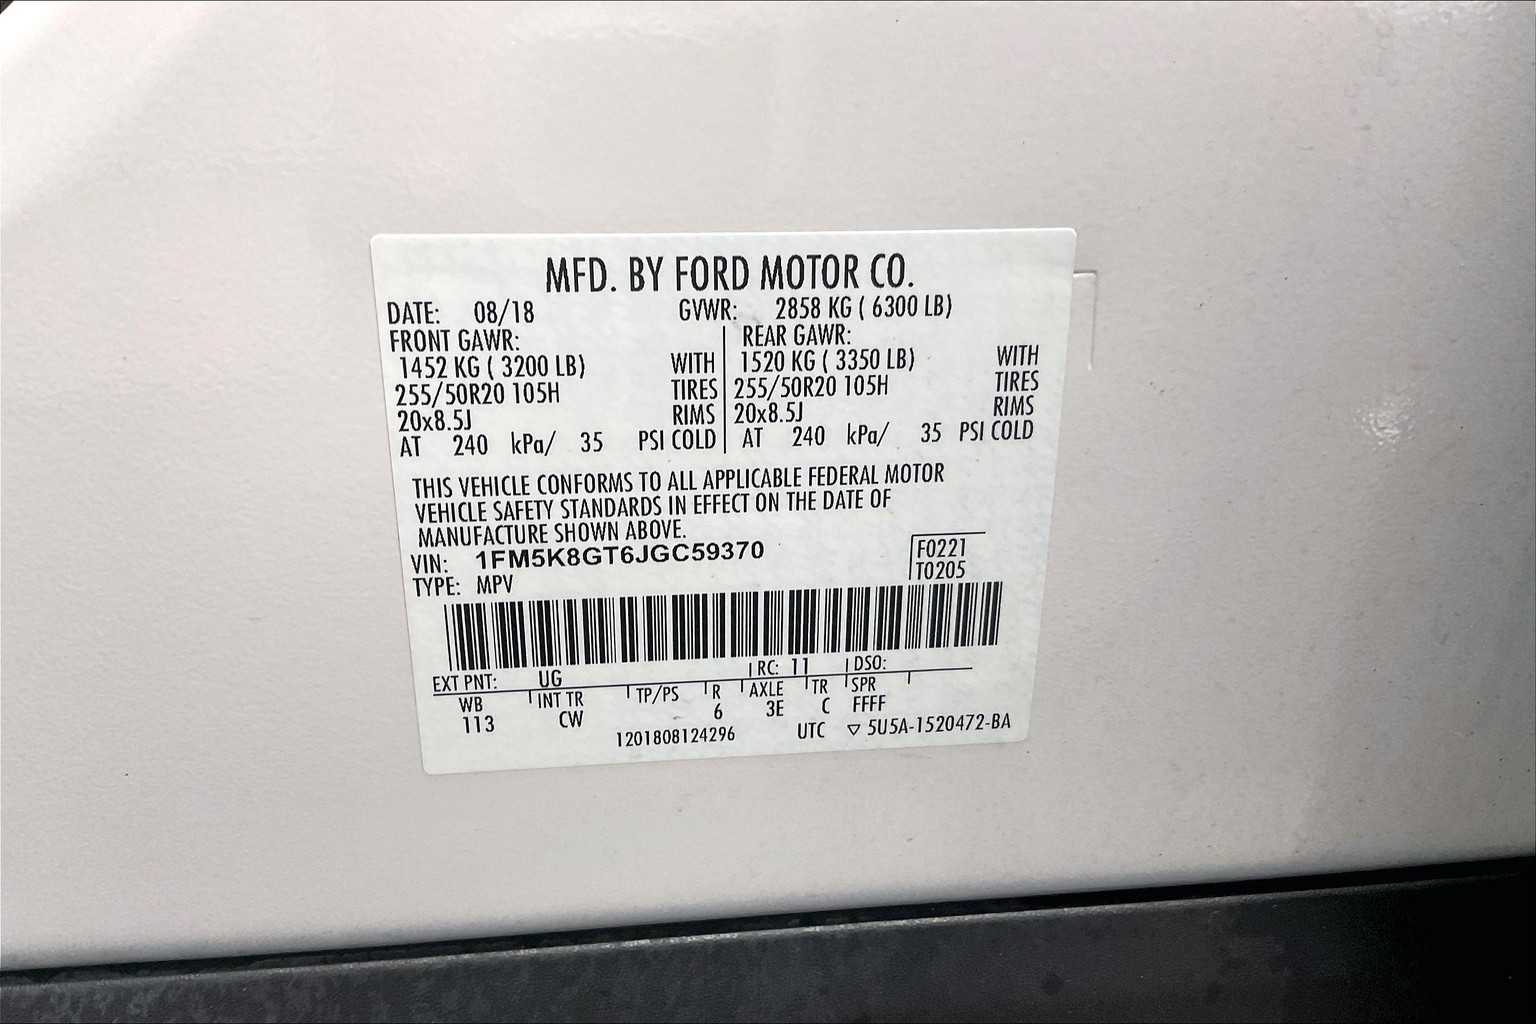 MFD. BY FORD MOTOR CO.
DATE: 08/18 GVWR: 2858 KG ( 6300 LB)
FRONT GAWR: REAR GAWR:
1452 KG ( 3200 LB) WITH 1520 KG ( 3350 LB) WITH
255/50R20 105H TIRES 255/50R20 105H TIRES
20x8.5J RIMS 20x8.5J RIMS
AT 240 kPa/ 35 PSI COLD AT 240 kPa/ 35 PSI COLD
THIS VEHICLE CONFORMS TO ALL APPLICABLE FEDERAL MOTOR
VEHICLE SAFETY STANDARDS IN EFFECT ON THE DATE OF
MANUFACTURE SHOWN ABOVE.
VIN: 1FM5K8GT6JGC59370 F0221
TYPE: MPV T0205
EXT PNT: UG RC: 11 DSO:
WB INT TR TP/PS R AXLE TR SPR
113 CW 6 3E C FFFF
1201808124296 UTC ▽ 5U5A-1520472-BA